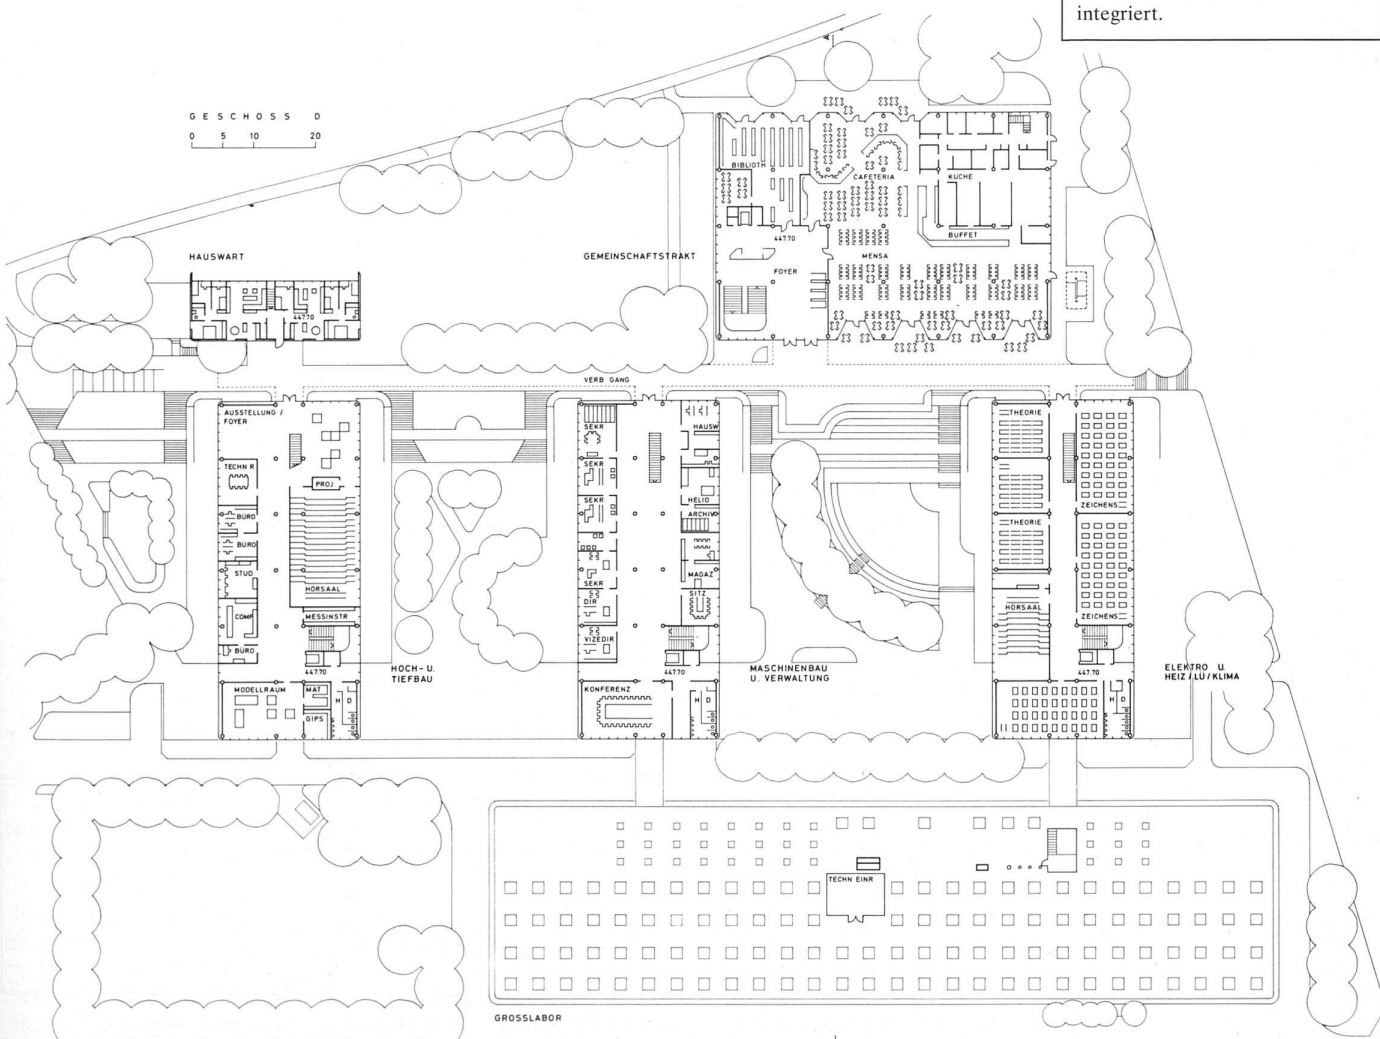 integriert.
GESCHOSS D
0 5 10 20
HAUSWART
447.70
GEMEINSCHAFTSTRAKT
BIBLIOTH
CAFETERIA
KÜCHE
447.70
BUFFET
FOYER
MENSA
VERB GANG
AUSSTELLUNG /
FOYER
TECHN R
PROJ
BÜRO
BÜRO
STUD
HÖRSAAL
COMP
MESSINSTR
BÜRO
447.70
MODELLRAUM
MAT
GIPS
H D
HOCH- U.
TIEFBAU
SEKR
HAUSW
SEKR
HELIO
SEKR
ARCHIV
MAGAZ
SEKR
SITZ
DIR
VIZEDIR
447.70
KONFERENZ
H D
MASCHINENBAU
U. VERWALTUNG
THEORIE
ZEICHENS
THEORIE
HÖRSAAL
ZEICHENS
447.70
H D
ELEKTRO U.
HEIZ / LÜ / KLIMA
TECHN EINR
GROSSLABOR